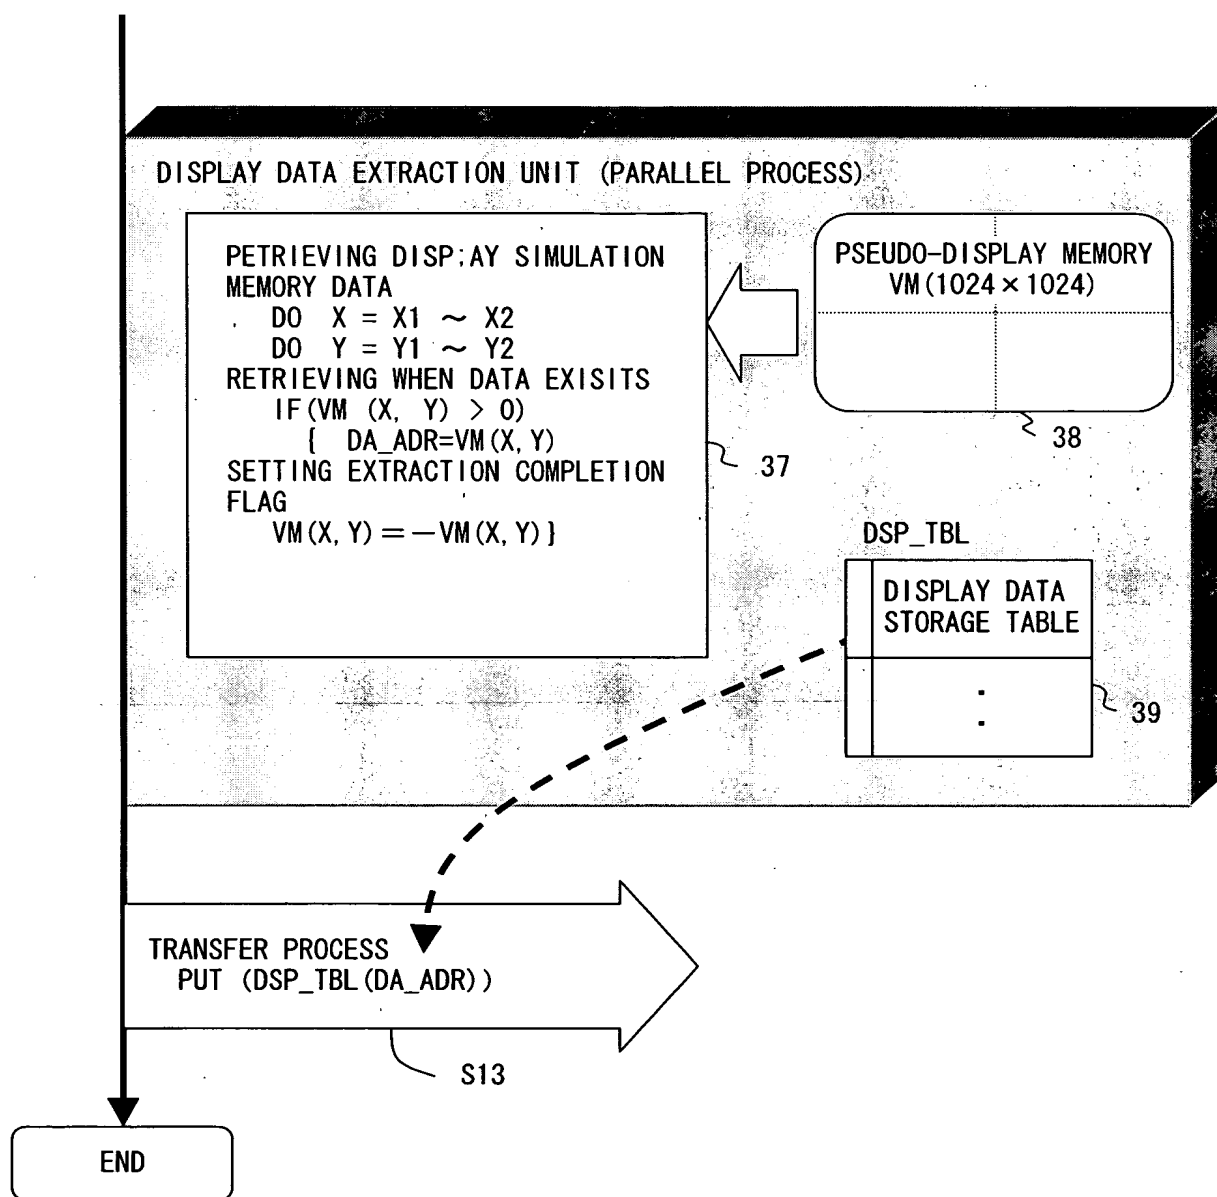 DISPLAY DATA EXTRACTION UNIT (PARALLEL PROCESS)
PETRIEVING DISP:AY SIMULATION
MEMORY DATA
DO X = X1 ～ X2
DO Y = Y1 ～ Y2
RETRIEVING WHEN DATA EXISITS
IF(VM (X, Y) > 0)
{ DA_ADR=VM(X, Y)
SETTING EXTRACTION COMPLETION
FLAG
VM(X, Y) = —VM(X, Y)}
37
PSEUDO-DISPLAY MEMORY
VM(1024×1024)
38
DSP_TBL
DISPLAY DATA
STORAGE TABLE
39
TRANSFER PROCESS
PUT (DSP_TBL(DA_ADR))
S13
END